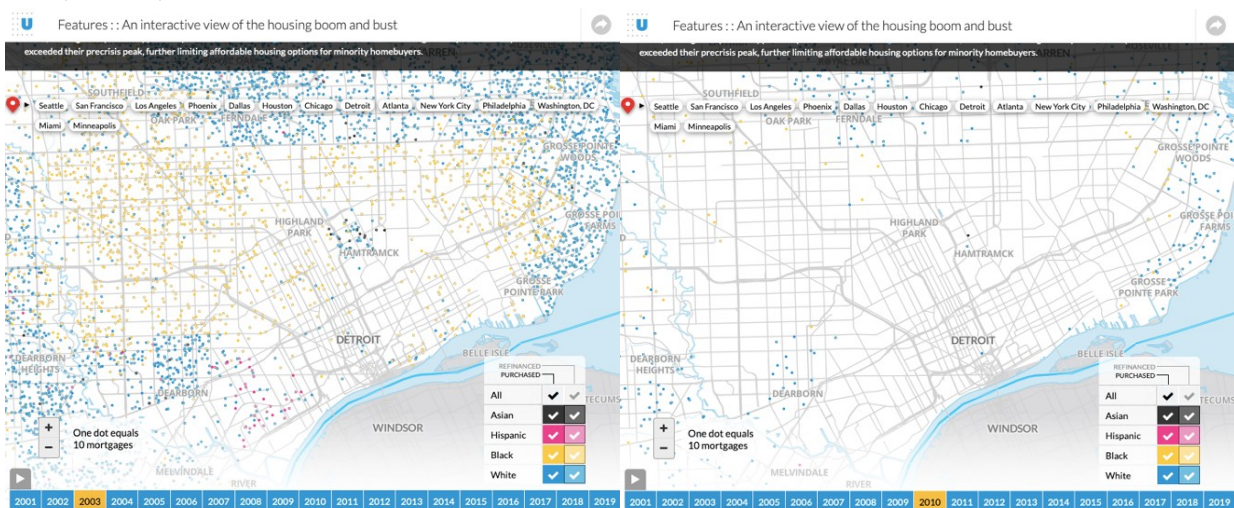 U Features : : An interactive view of the housing boom and bust
exceeded their precrisis peak, further limiting affordable housing options for minority homebuyers.
WARREN
SOUTHFIELD
Seattle San Francisco Los Angeles Phoenix Dallas Houston Chicago Detroit Atlanta New York City Philadelphia Washington, DC
OAK PARK FERNDALE
Miami Minneapolis
GROSSE POINTE
WOODS
HIGHLAND
PARK
GROSSE POI
FARMS
HAMTRAMCK
GROSSE
POINTE PARK
DETROIT
BELLE ISLE
DEARBORN
HEIGHTS
DEARBORN
WINDSOR
TECUMS
MELVINDALE
RIVER
REFINANCED
PURCHASED
All
Asian
Hispanic
Black
White
+
−
One dot equals
10 mortgages
2001 2002 2003 2004 2005 2006 2007 2008 2009 2010 2011 2012 2013 2014 2015 2016 2017 2018 2019
U Features : : An interactive view of the housing boom and bust
exceeded their precrisis peak, further limiting affordable housing options for minority homebuyers.
ROSEVILLE
SOUTHFIELD
Seattle San Francisco Los Angeles Phoenix Dallas Houston Chicago Detroit Atlanta New York City Philadelphia Washington, DC
OAK PARK FERNDALE
Miami Minneapolis
GROSSE POINTE
WOODS
HIGHLAND
PARK
GROSSE POI
FARMS
D
HAMTRAMCK
GROSSE
POINTE PARK
DETROIT
BELLE ISLE
DEARBORN
HEIGHTS
DEARBORN
WINDSOR
TECUMS
MELVINDALE
RIVER
REFINANCED
PURCHASED
All
Asian
Hispanic
Black
White
+
−
One dot equals
10 mortgages
2001 2002 2003 2004 2005 2006 2007 2008 2009 2010 2011 2012 2013 2014 2015 2016 2017 2018 2019